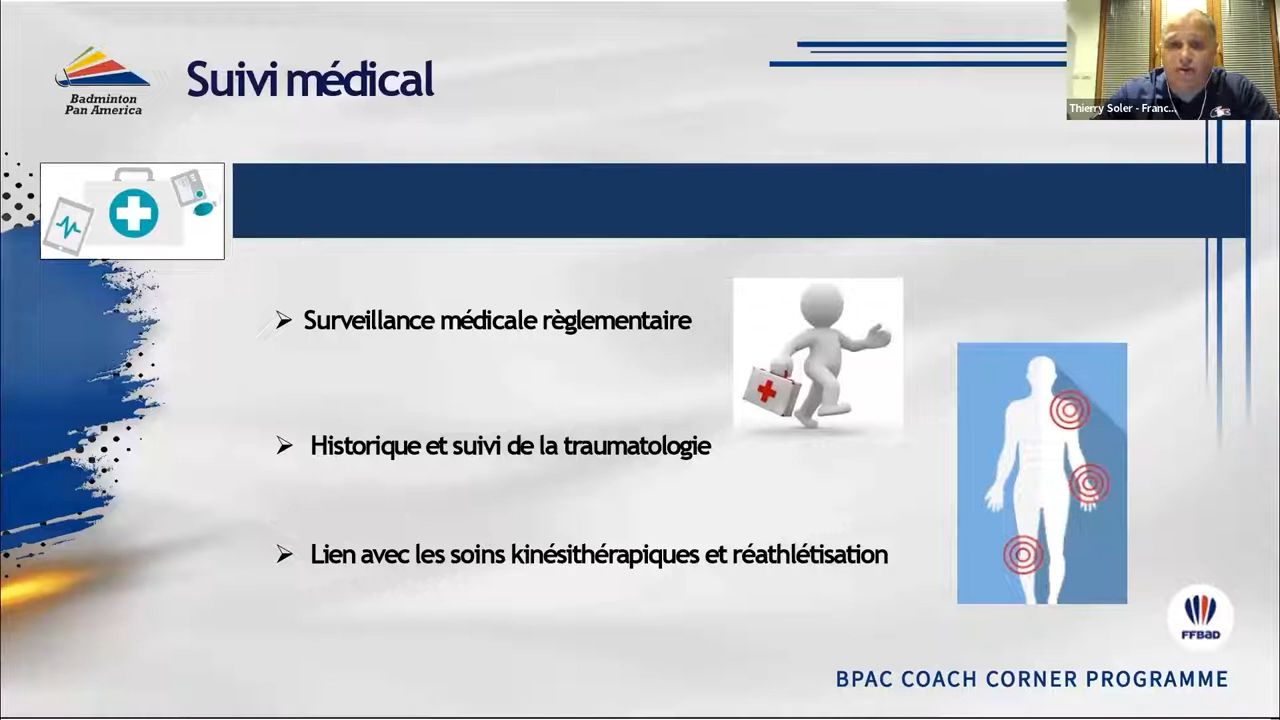 Suivi médical
Badminton
Pan America
Thierry Soler - Franc...
➢ Surveillance médicale règlementaire
➢ Historique et suivi de la traumatologie
➢ Lien avec les soins kinésithérapiques et réathlétisation
FFBaD
BPAC COACH CORNER PROGRAMME